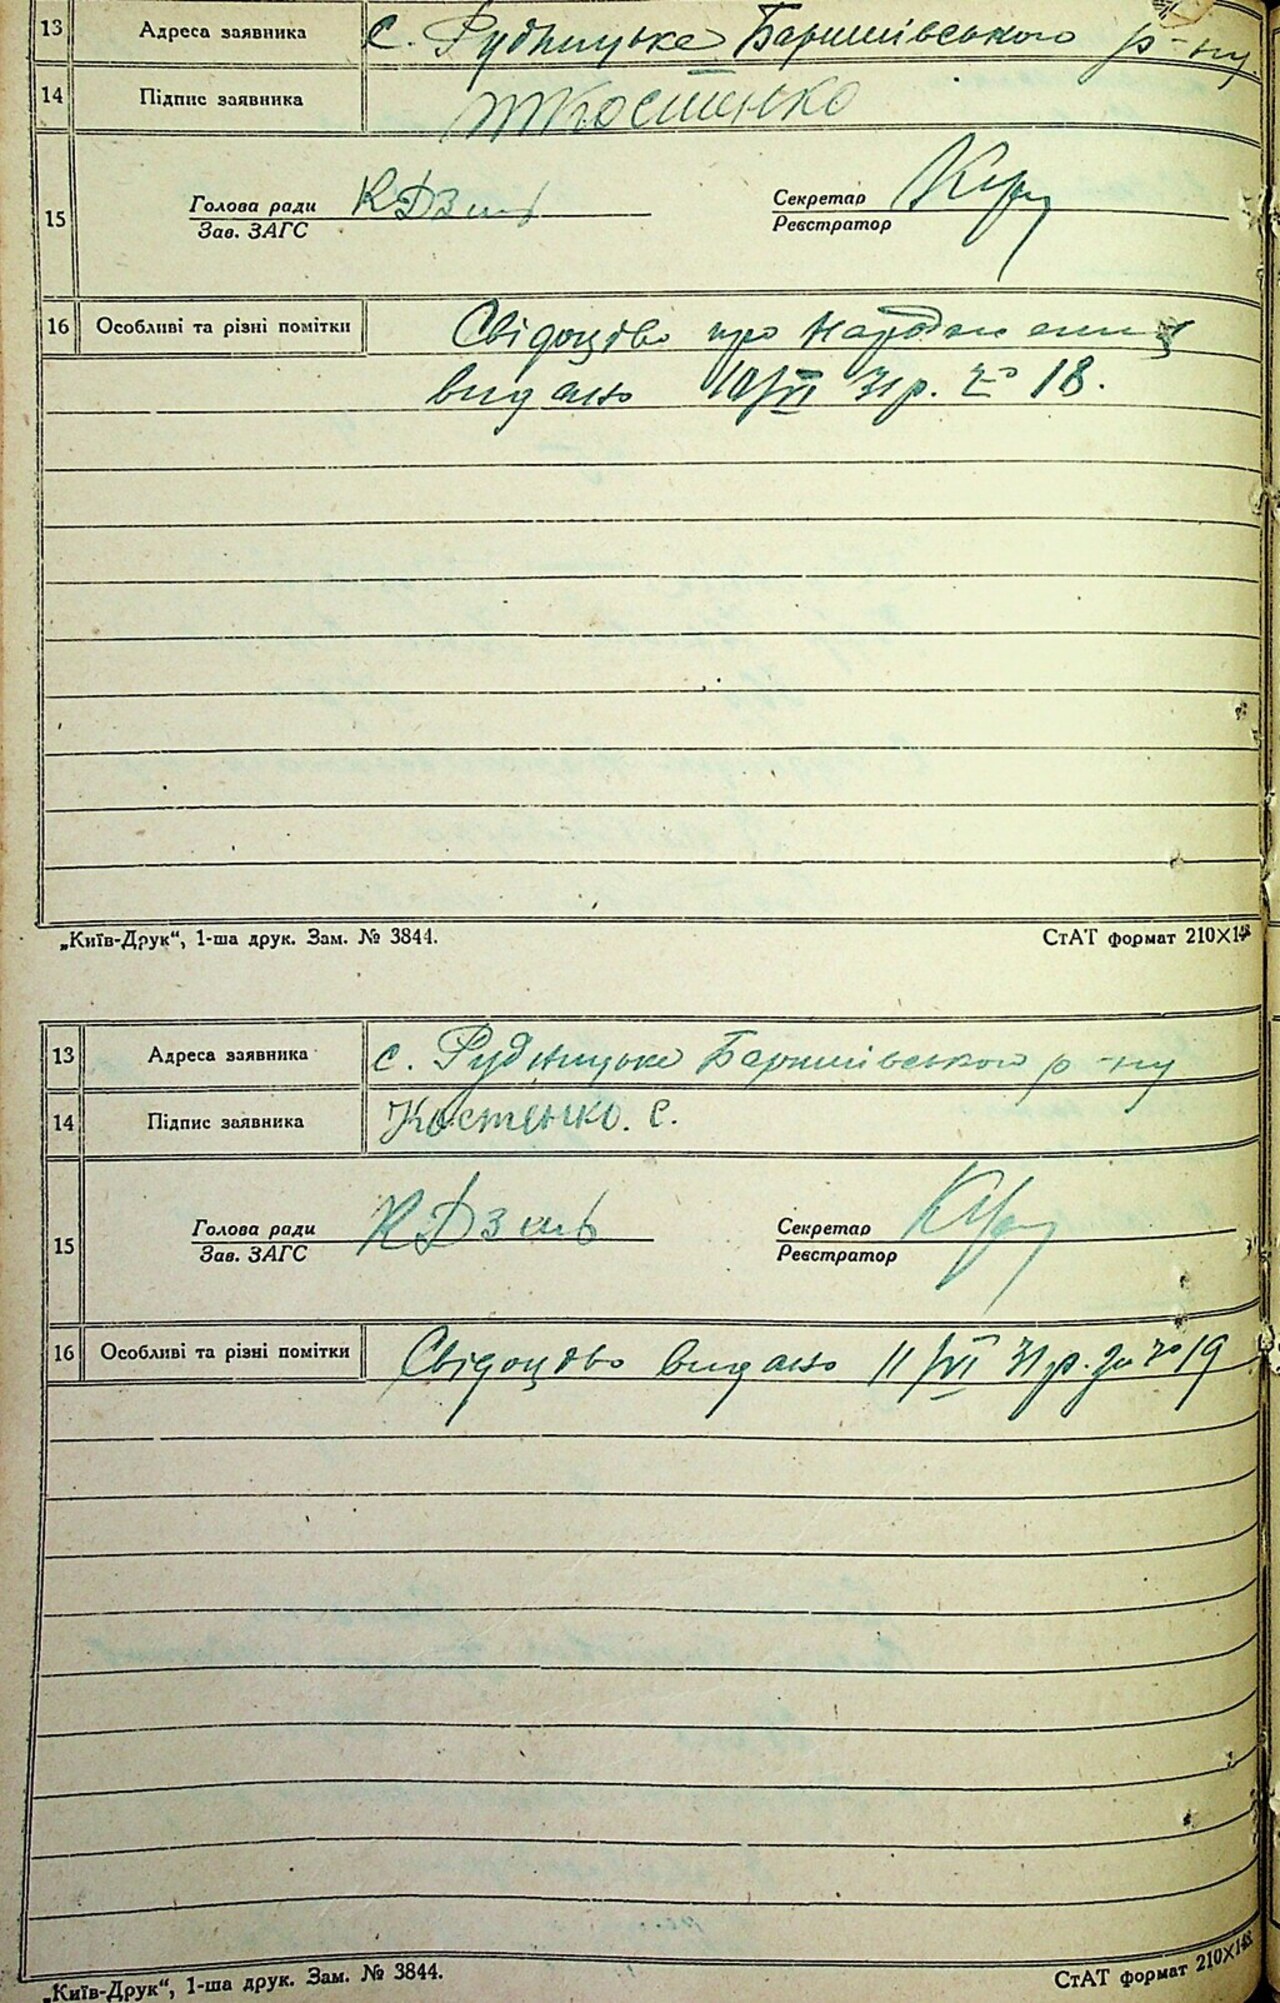 13 Адреса заявника с. Рудницьке Баришівського р-ну
14 Підпис заявника Костенко
15 Голова ради Секретар
Зав. ЗАГС Реєстратор
16 Особливі та різні помітки Свідоцтво про народження
видано 10/VI 31р. № 18.
„Київ-Друк“, 1-ша друк. Зам. № 3844. СтАТ формат 210×148
13 Адреса заявника с. Рудницьке Баришівського р-ну
14 Підпис заявника Костенко. С.
15 Голова ради Секретар
Зав. ЗАГС Реєстратор
16 Особливі та різні помітки Свідоцтво видано 11/VI 31р. за № 19
„Київ-Друк“, 1-ша друк. Зам. № 3844. СтАТ формат 210×148